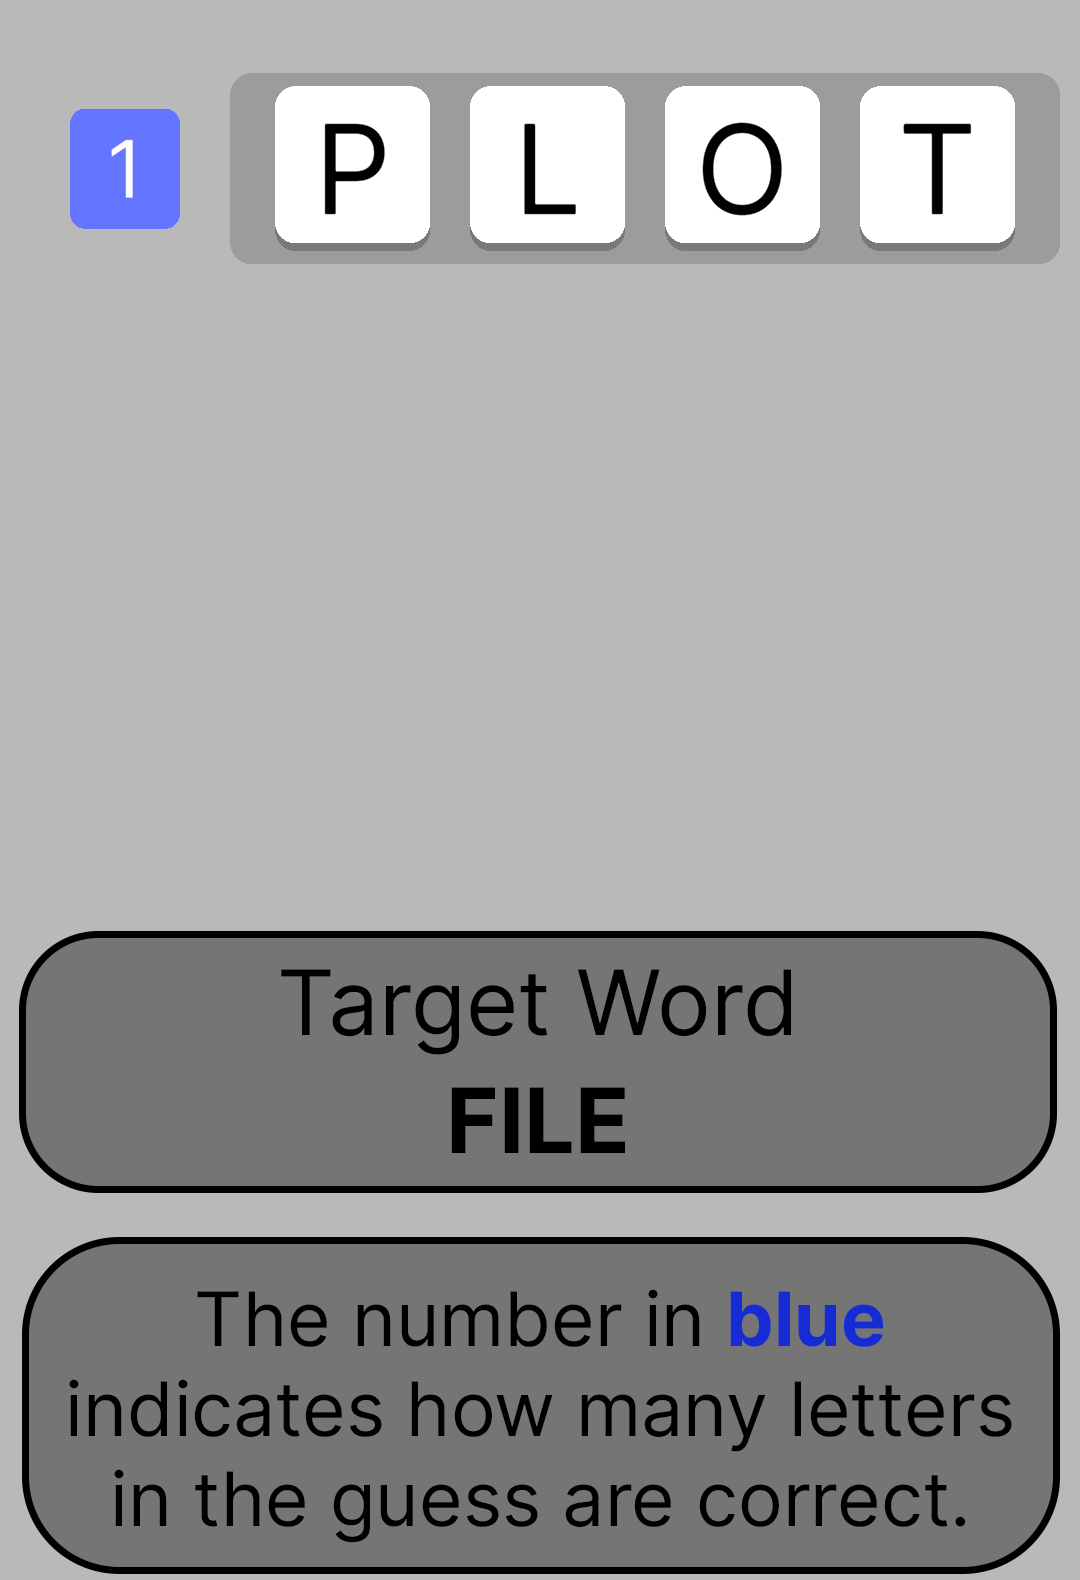 1 P L O T
Target Word
FILE
The number in blue
indicates how many letters
in the guess are correct.